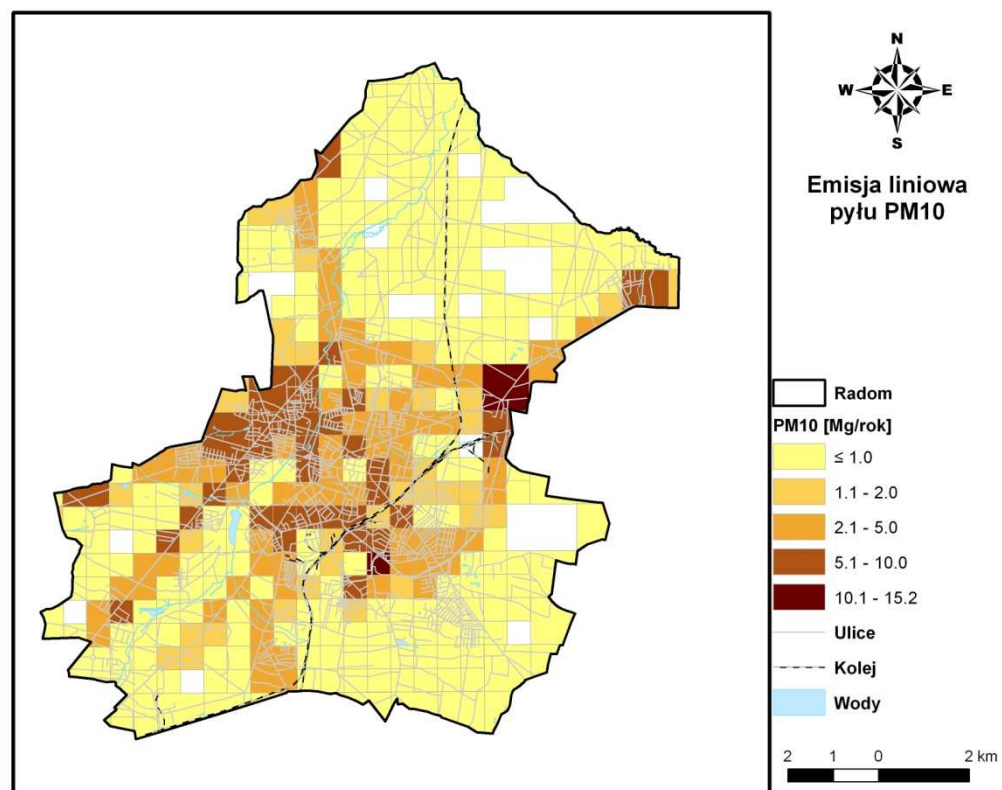 N
W E
S
Emisja liniowa
pyłu PM10
Radom
PM10 [Mg/rok]
≤ 1.0
1.1 - 2.0
2.1 - 5.0
5.1 - 10.0
10.1 - 15.2
Ulice
Kolej
Wody
2 1 0 2 km